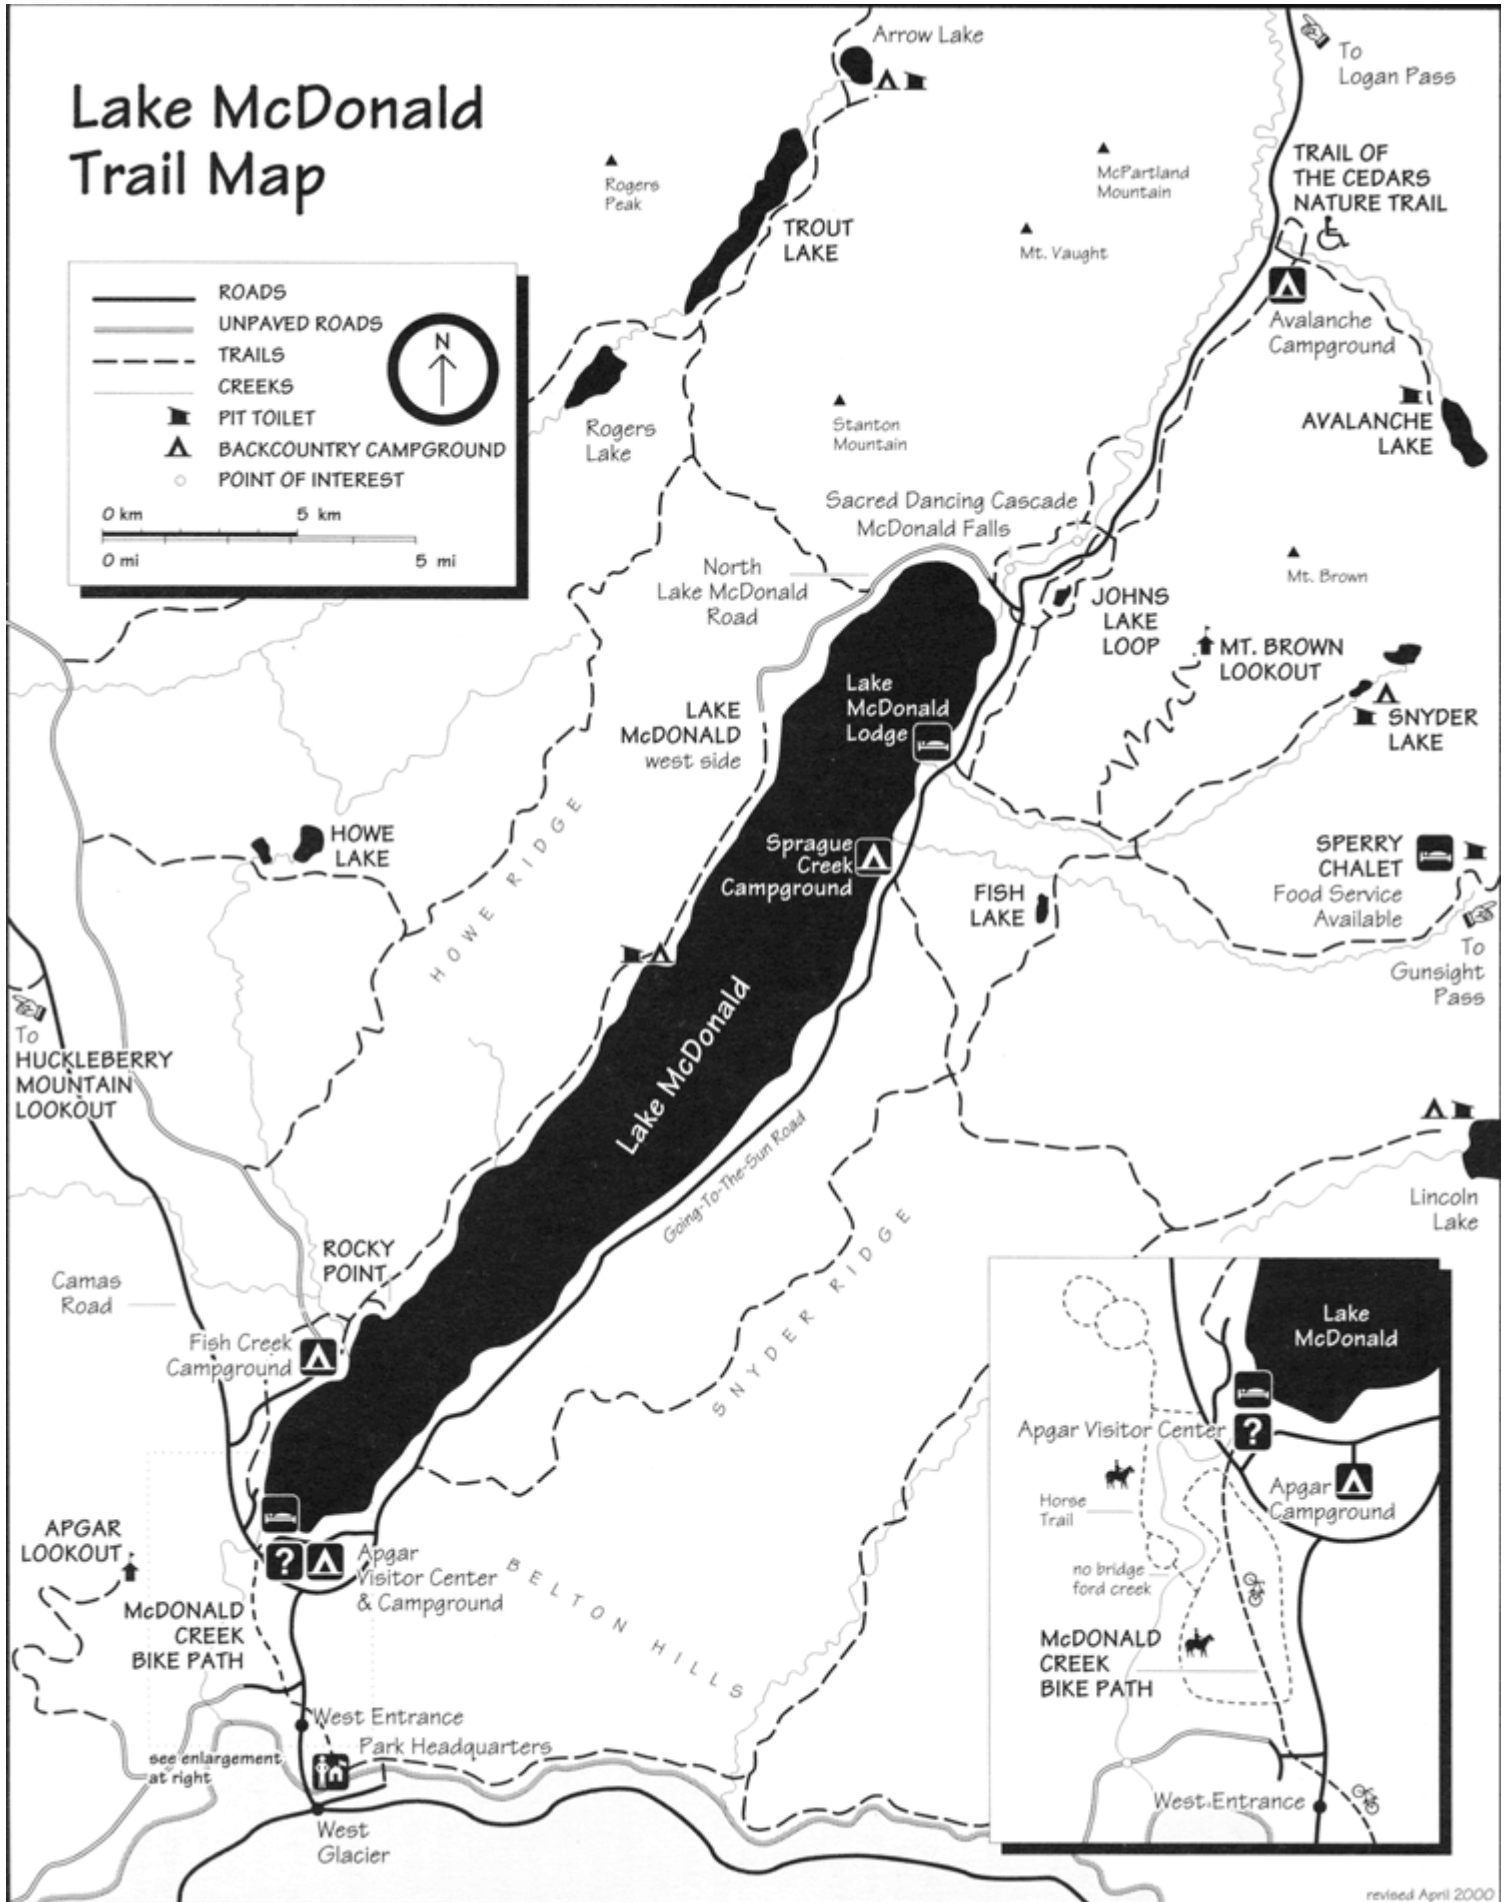 Lake McDonald
Trail Map
Arrow Lake
To
Logan Pass
Rogers
Peak
McPartland
Mountain
TRAIL OF
THE CEDARS
NATURE TRAIL
TROUT
LAKE
Mt. Vaught
ROADS
UNPAVED ROADS
TRAILS
CREEKS
PIT TOILET
BACKCOUNTRY CAMPGROUND
POINT OF INTEREST
N
0 km
5 km
0 mi
5 mi
Avalanche
Campground
Rogers
Lake
Stanton
Mountain
AVALANCHE
LAKE
Sacred Dancing Cascade
McDonald Falls
North
Lake McDonald
Road
Mt. Brown
JOHNS
LAKE
LOOP
MT. BROWN
LOOKOUT
Lake
McDonald
Lodge
LAKE
McDONALD
west side
SNYDER
LAKE
HOWE
LAKE
HOWE RIDGE
Sprague
Creek
Campground
SPERRY
CHALET
Food Service
Available
FISH
LAKE
To
Gunsight
Pass
To
HUCKLEBERRY
MOUNTAIN
LOOKOUT
Lake McDonald
Going-To-The-Sun Road
Lincoln
Lake
ROCKY
POINT
Camas
Road
SNYDER RIDGE
Fish Creek
Campground
Lake
McDonald
Apgar Visitor Center
?
Apgar
Campground
Horse
Trail
no bridge
ford creek
McDONALD
CREEK
BIKE PATH
West Entrance
APGAR
LOOKOUT
?
Apgar
Visitor Center
& Campground
BELTON HILLS
McDONALD
CREEK
BIKE PATH
West Entrance
Park Headquarters
see enlargement
at right
West
Glacier
revised April 2000